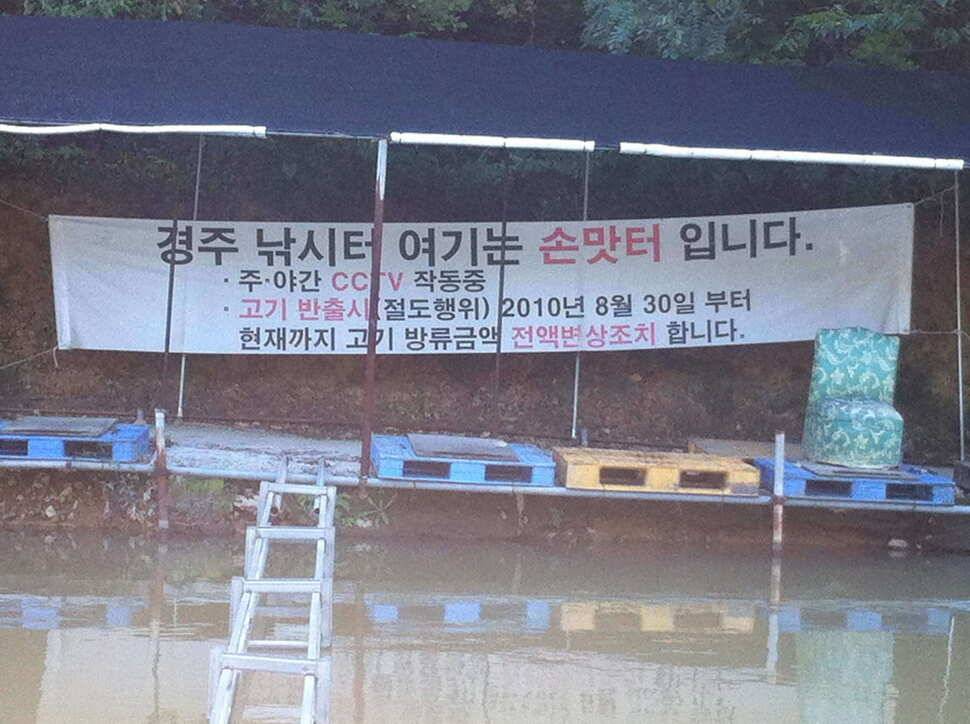 경주 낚시터 여기는 손맛터 입니다.
· 주·야간 CCTV 작동중
· 고기 반출시(절도행위) 2010년 8월 30일 부터
현재까지 고기 방류금액 전액변상조치 합니다.